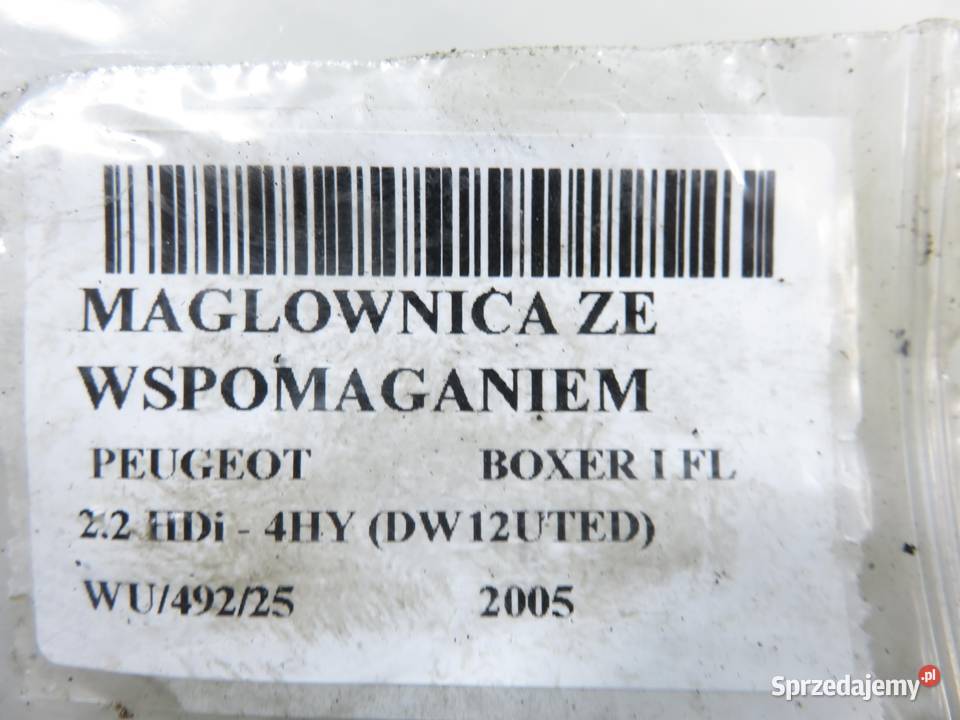 MAGLOWNICA ZE
WSPOMAGANIEM
PEUGEOT BOXER I FL
2.2 HDi - 4HY (DW12UTED)
WU/492/25 2005
Sprzedajemy.pl